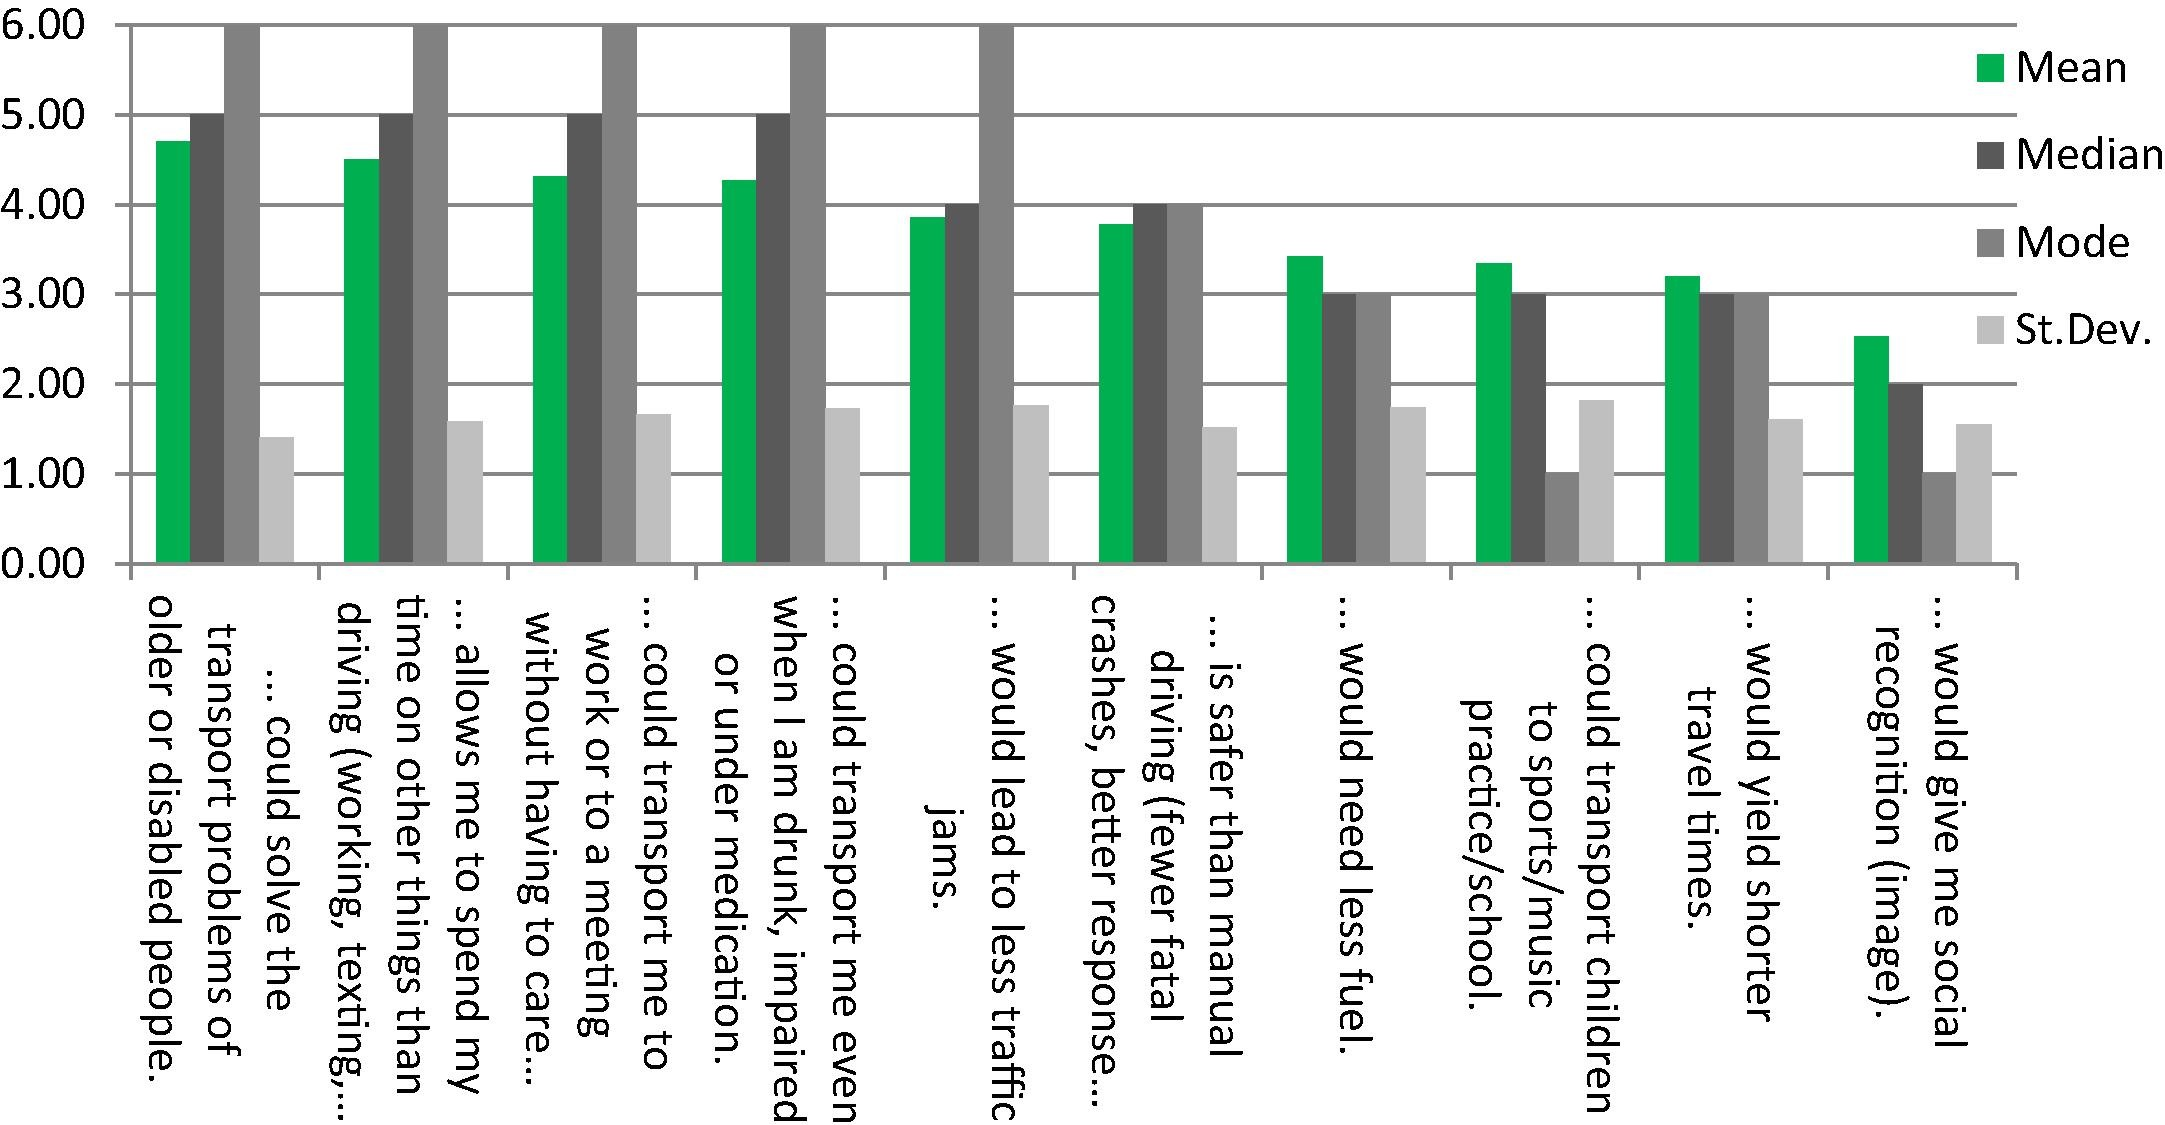 6.00
5.00
4.00
3.00
2.00
1.00
0.00
Mean
Median
Mode
St.Dev.
... could solve the
transport problems of
older or disabled people.
... allows me to spend my
time on other things than
driving (working, texting,...
... could transport me to
work or to a meeting
without having to care...
... could transport me even
when I am drunk, impaired
or under medication.
... would lead to less traffic
jams.
... is safer than manual
driving (fewer fatal
crashes, better response...
... would need less fuel.
... could transport children
to sports/music
practice/school.
... would yield shorter
travel times.
... would give me social
recognition (image).